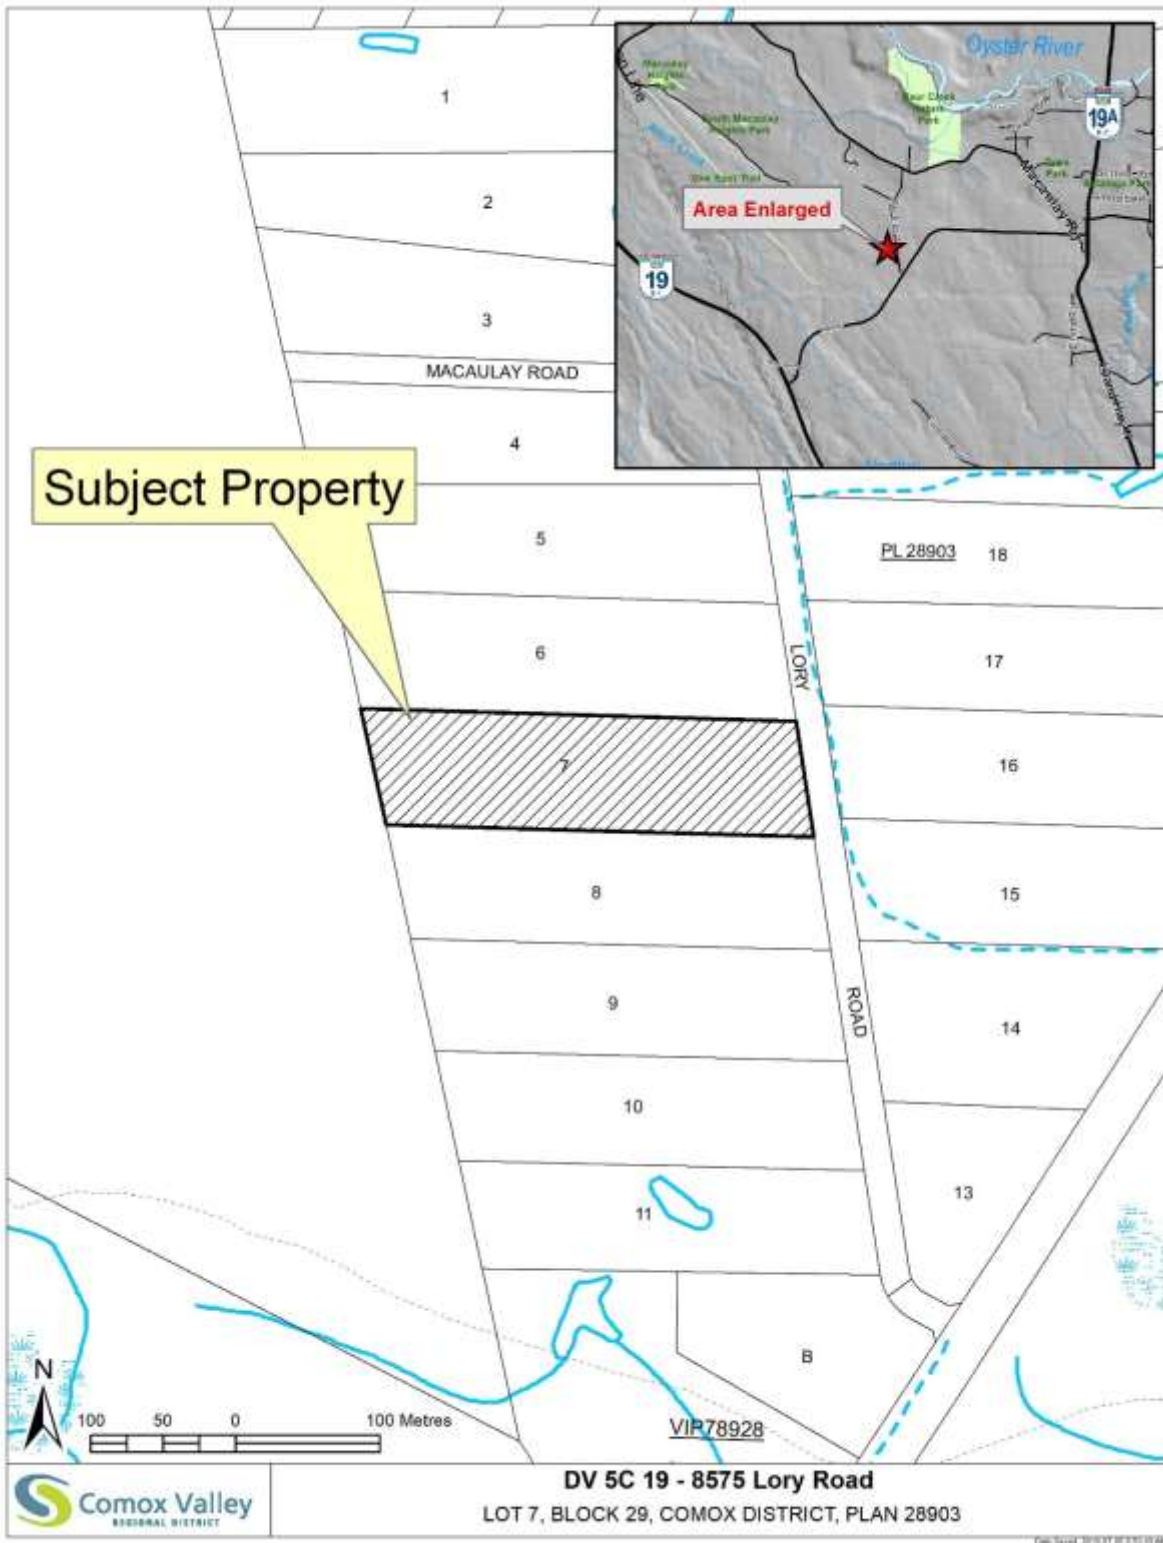 1
2
3
MACAULAY ROAD
4
Oyster River
19A
Area Enlarged
19
Subject Property
5
PL 28903
18
6
LORY
17
7
16
8
15
9
ROAD
14
10
13
11
B
VIP78928
N
100 50 0 100 Metres
Comox Valley
REGIONAL DISTRICT
DV 5C 19 - 8575 Lory Road
LOT 7, BLOCK 29, COMOX DISTRICT, PLAN 28903